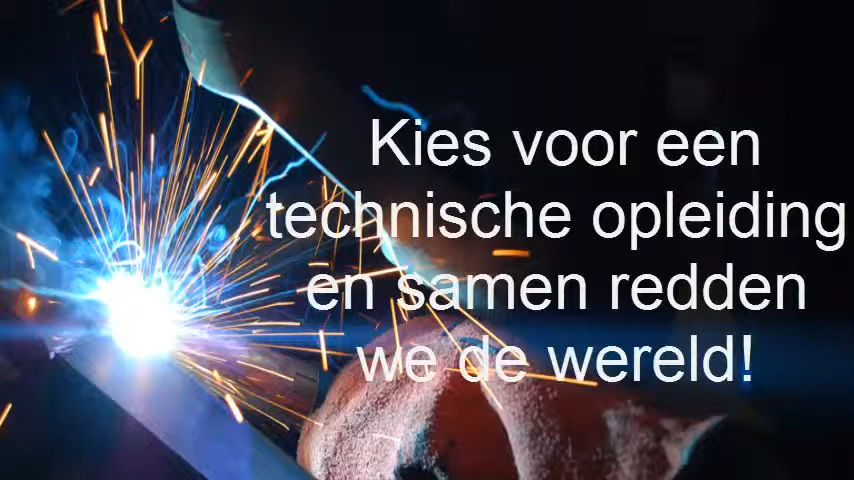 Kies voor een
technische opleiding
en samen redden
we de wereld!